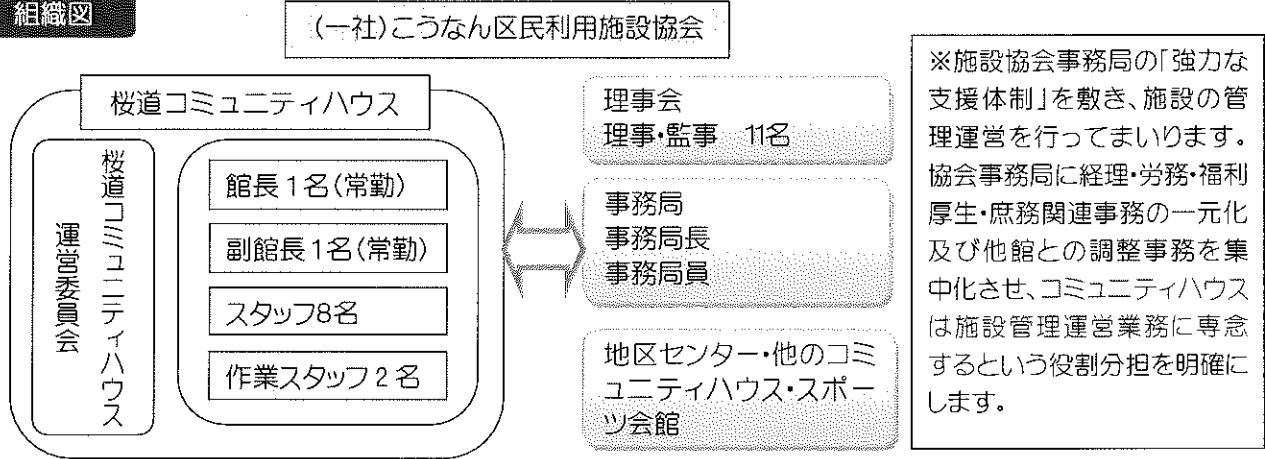 組織図
(一社)こうなん区民利用施設協会
桜道コミュニティハウス
桜道コミュニティハウス
運営委員会
館長1名(常勤)
副館長1名(常勤)
スタッフ8名
作業スタッフ2名
理事会
理事・監事 11名
事務局
事務局長
事務局員
地区センター・他のコミ
ュニティハウス・スポー
ツ会館
※施設協会事務局の「強力な
支援体制」を敷き、施設の管
理運営を行ってまいります。
協会事務局に経理・労務・福利
厚生・庶務関連事務の一元化
及び他館との調整事務を集
中化させ、コミュニティハウス
は施設管理運営業務に専念
するという役割分担を明確に
します。